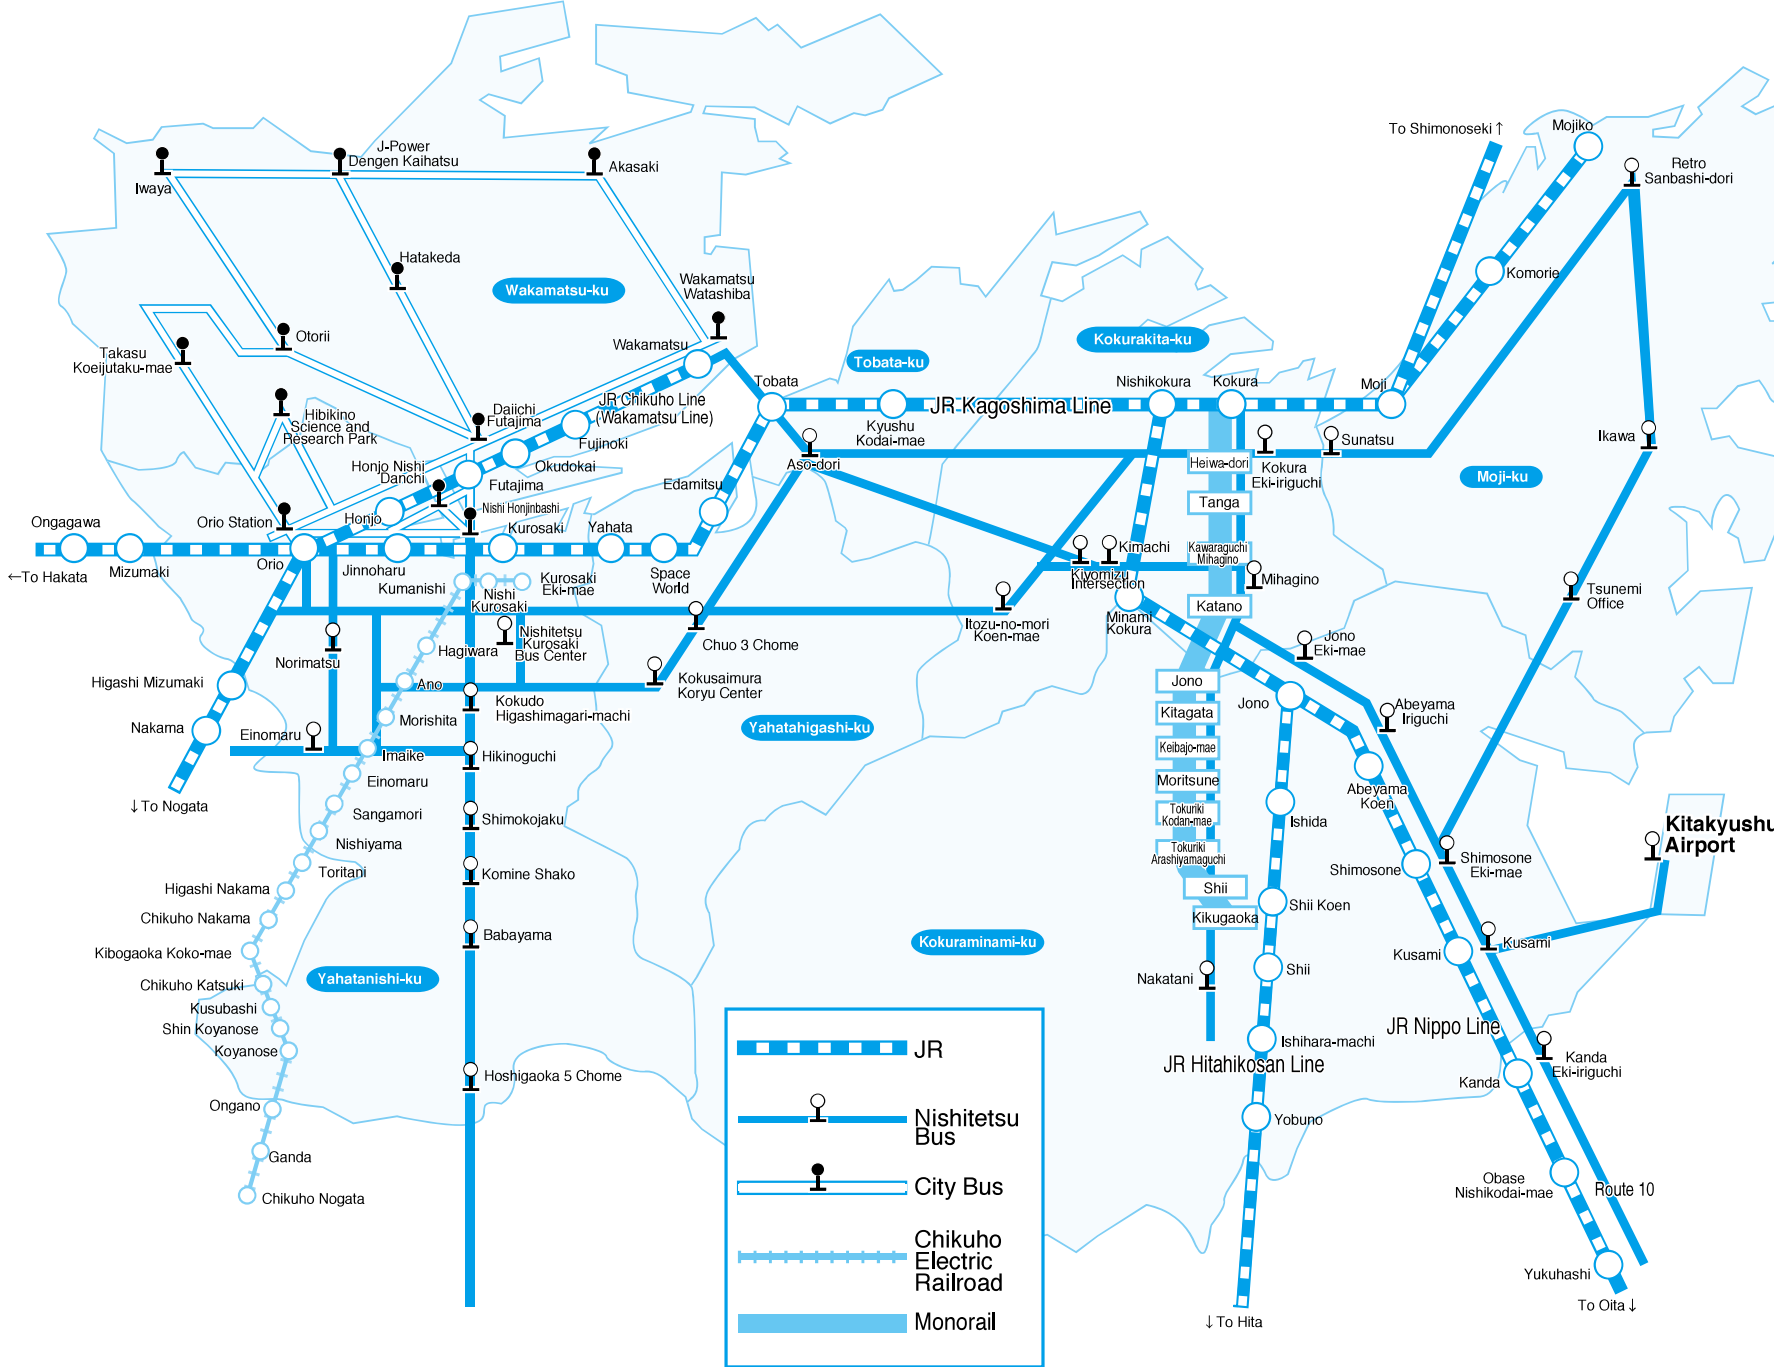 To Shimonoseki ↑
Mojiko
Retro
Sanbashi-dori
J-Power
Dengen Kaihatsu
Akasaki
Iwaya
Hatakeda
Wakamatsu-ku
Wakamatsu
Watashiba
Komorie
Otorii
Takasu
Koeijutaku-mae
Wakamatsu
Tobata-ku
Kokurakita-ku
Tobata
Nishikokura
Kokura
Moji
JR Chikuho Line
(Wakamatsu Line)
JR Kagoshima Line
Kyushu
Kodai-mae
Hibikino
Science and
Research Park
Daiichi
Futajima
Fujinoki
Okudokai
Futajima
Honjo Nishi
Danchi
Aso-dori
Heiwa-dori
Kokura
Eki-iriguchi
Sunatsu
Ikawa
Moji-ku
Edamitsu
Tanga
Ongagawa
Orio Station
Honjo
Nishi Honjinbashi
Kurosaki
Yahata
Kimachi
Kawaraguchi
Mihagino
←To Hakata
Mizumaki
Orio
Jinnoharu
Kumanishi
Nishi
Kurosaki
Kurosaki
Eki-mae
Space
World
Kiyomizu
Intersection
Mihagino
Tsunemi
Office
Katano
Itozu-no-mori
Koen-mae
Minami
Kokura
Norimatsu
Hagiwara
Nishitetsu
Kurosaki
Bus Center
Chuo 3 Chome
Jono
Eki-mae
Higashi Mizumaki
Ano
Kokudo
Higashimagari-machi
Kokusaimura
Koryu Center
Jono
Jono
Nakama
Morishita
Kitagata
Abeyama
Iriguchi
Einomaru
Imaike
Hikinoguchi
Yahatahigashi-ku
Keibajo-mae
Einomaru
Moritsune
Abeyama
Koen
↓To Nogata
Sangamori
Shimokojaku
Tokuriki
Kodan-mae
Ishida
Kitakyushu
Airport
Nishiyama
Tokuriki
Arashiyamaguchi
Shimosone
Shimosone
Eki-mae
Toritani
Komine Shako
Higashi Nakama
Shii
Shii Koen
Chikuho Nakama
Kikugaoka
Babayama
Kokuraminami-ku
Kusami
Kusami
Kibogaoka Koko-mae
Yahatanishi-ku
Nakatani
Shii
Chikuho Katsuki
Kusubashi
Shin Koyanose
Koyanose
JR Nippo Line
Ishihara-machi
JR Hitahikosan Line
Kanda
Eki-iriguchi
Kanda
Hoshigaoka 5 Chome
Ongano
Yobuno
Ganda
Chikuho Nogata
Obase
Nishikodai-mae
Route 10
Yukuhashi
To Oita ↓
↓To Hita
JR
Nishitetsu
Bus
City Bus
Chikuho
Electric
Railroad
Monorail